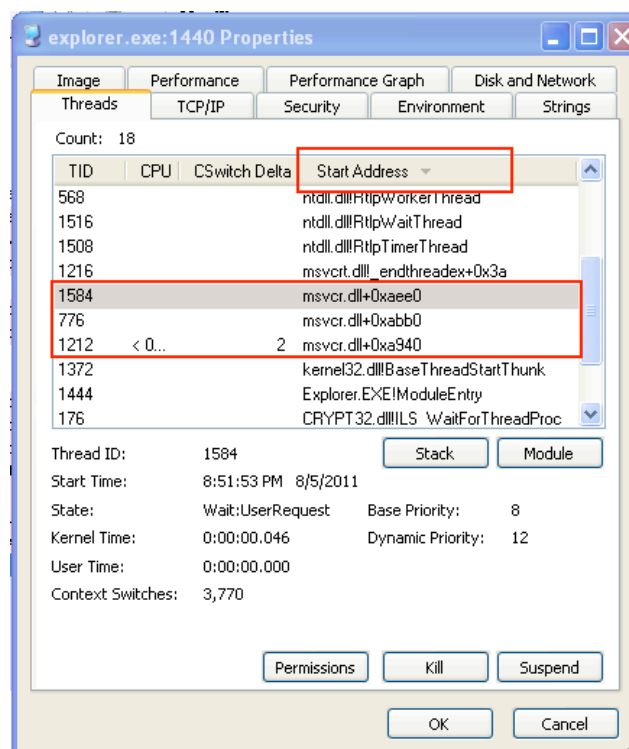 explorer.exe:1440 Properties
Image Performance Performance Graph Disk and Network
Threads TCP/IP Security Environment Strings
Count: 18
TID CPU CSwitch Delta Start Address
568 ntdll.dll!RtlpWorkerThread
1516 ntdll.dll!RtlpWaitThread
1508 ntdll.dll!RtlpTimerThread
1216 msvcrt.dll!_endthreadex+0x3a
1584 msvcr.dll+0xaee0
776 msvcr.dll+0xabb0
1212 < 0... 2 msvcr.dll+0xa940
1372 kernel32.dll!BaseThreadStartThunk
1444 Explorer.EXE!ModuleEntry
176 CRYPT32.dll!ILS_WaitForThreadProc
Thread ID: 1584 Stack Module
Start Time: 8:51:53 PM 8/5/2011
State: Wait:UserRequest Base Priority: 8
Kernel Time: 0:00:00.046 Dynamic Priority: 12
User Time: 0:00:00.000
Context Switches: 3,770
Permissions Kill Suspend
OK Cancel